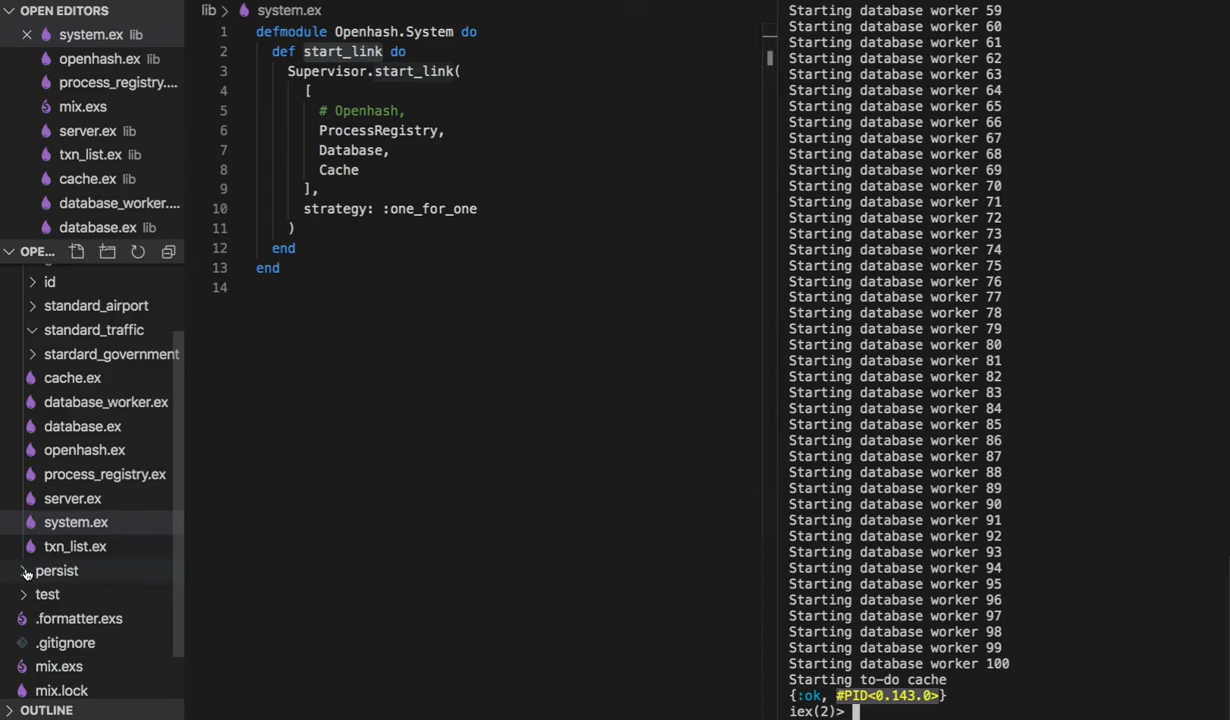 OPEN EDITORS
system.ex lib
openhash.ex lib
process_registry....
mix.exs
server.ex lib
txn_list.ex lib
cache.ex lib
database_worker....
database.ex lib
OPE...
id
standard_airport
standard_traffic
stardard_government
cache.ex
database_worker.ex
database.ex
openhash.ex
process_registry.ex
server.ex
system.ex
txn_list.ex
persist
test
.formatter.exs
.gitignore
mix.exs
mix.lock
OUTLINE
lib > system.ex
1 defmodule Openhash.System do
2 def start_link do
3 Supervisor.start_link(
4 [
5 # Openhash,
6 ProcessRegistry,
7 Database,
8 Cache
9 ],
10 strategy: :one_for_one
11 )
12 end
13 end
14
Starting database worker 59
Starting database worker 60
Starting database worker 61
Starting database worker 62
Starting database worker 63
Starting database worker 64
Starting database worker 65
Starting database worker 66
Starting database worker 67
Starting database worker 68
Starting database worker 69
Starting database worker 70
Starting database worker 71
Starting database worker 72
Starting database worker 73
Starting database worker 74
Starting database worker 75
Starting database worker 76
Starting database worker 77
Starting database worker 78
Starting database worker 79
Starting database worker 80
Starting database worker 81
Starting database worker 82
Starting database worker 83
Starting database worker 84
Starting database worker 85
Starting database worker 86
Starting database worker 87
Starting database worker 88
Starting database worker 89
Starting database worker 90
Starting database worker 91
Starting database worker 92
Starting database worker 93
Starting database worker 94
Starting database worker 95
Starting database worker 96
Starting database worker 97
Starting database worker 98
Starting database worker 99
Starting database worker 100
Starting to-do cache
{:ok, #PID<0.143.0>}
iex(2)>